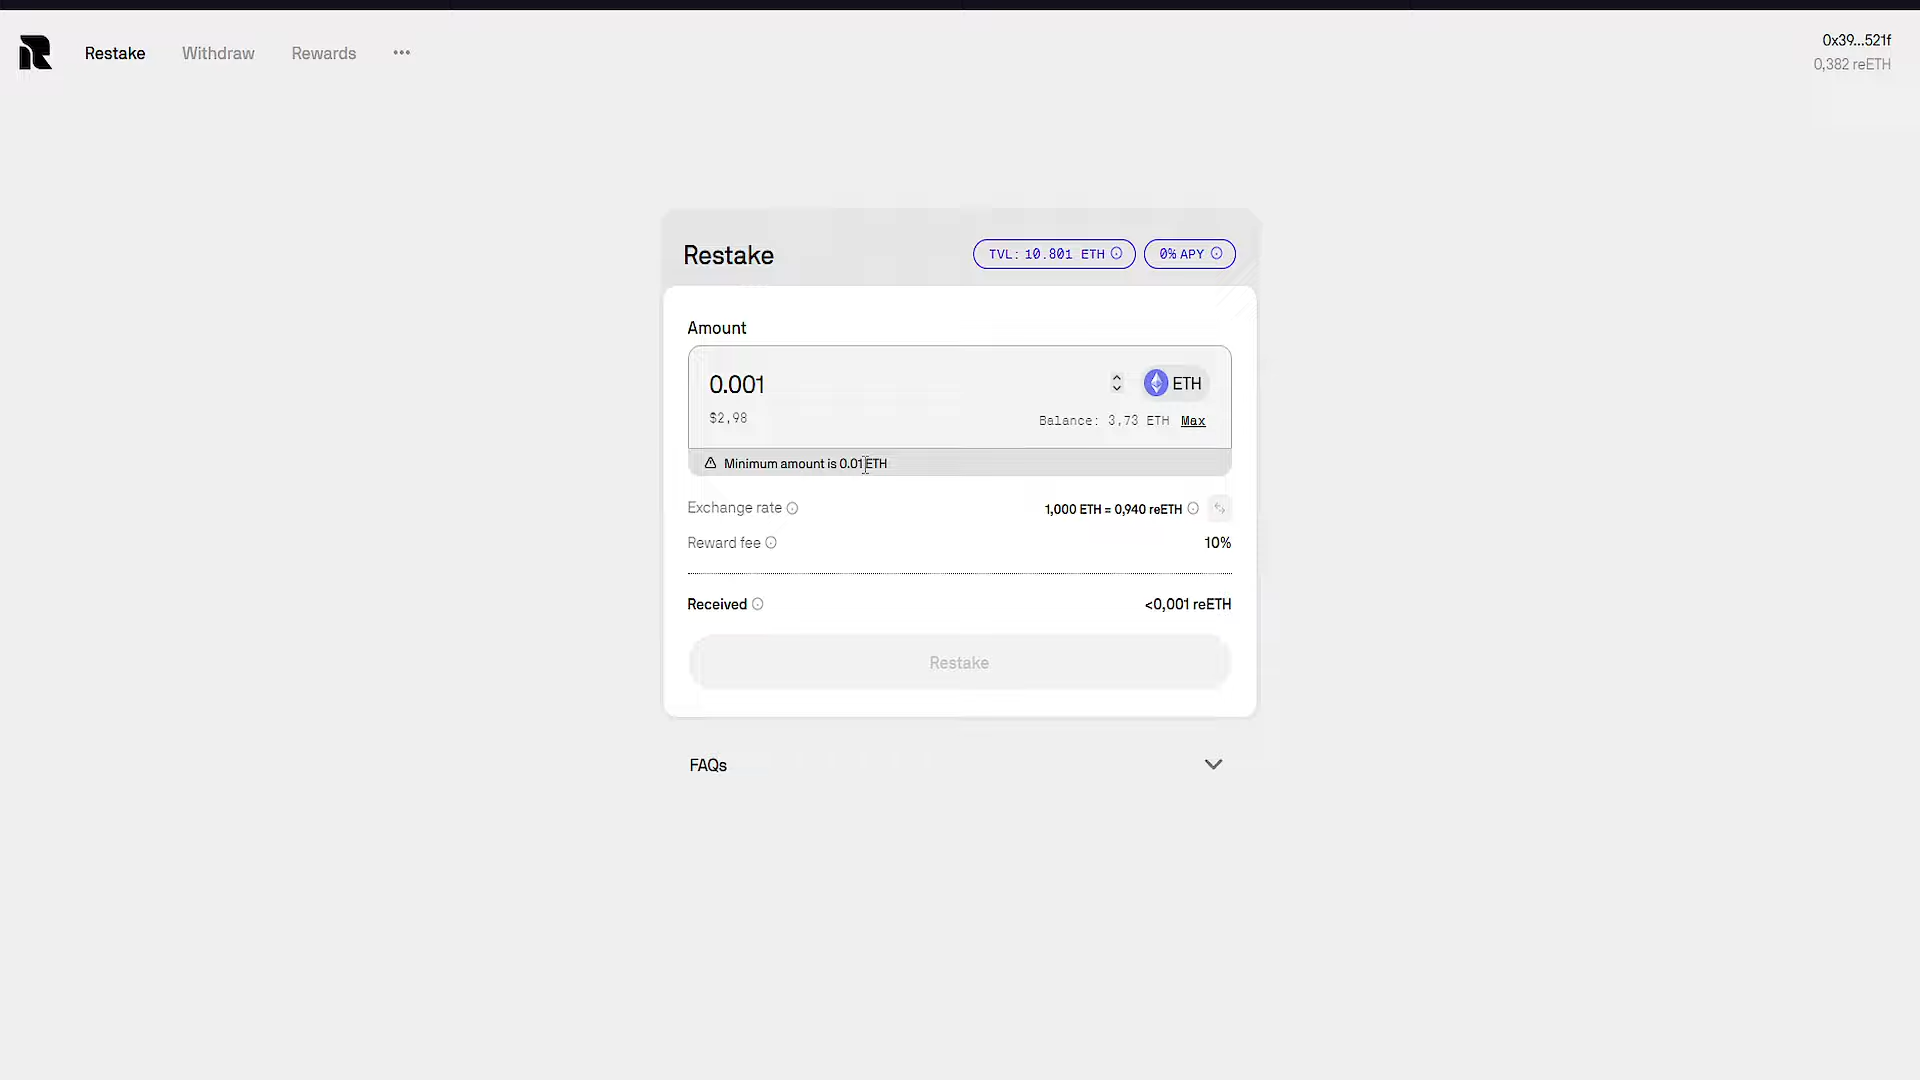 Restake Withdraw Rewards ...
0x39...521f
0,382 reETH
Restake
TVL: 10.801 ETH
0% APY
Amount
0.001
ETH
$2,98
Balance: 3,73 ETH Max
Minimum amount is 0.01 ETH
Exchange rate
1,000 ETH = 0,940 reETH
Reward fee
10%
Received
<0,001 reETH
Restake
FAQs